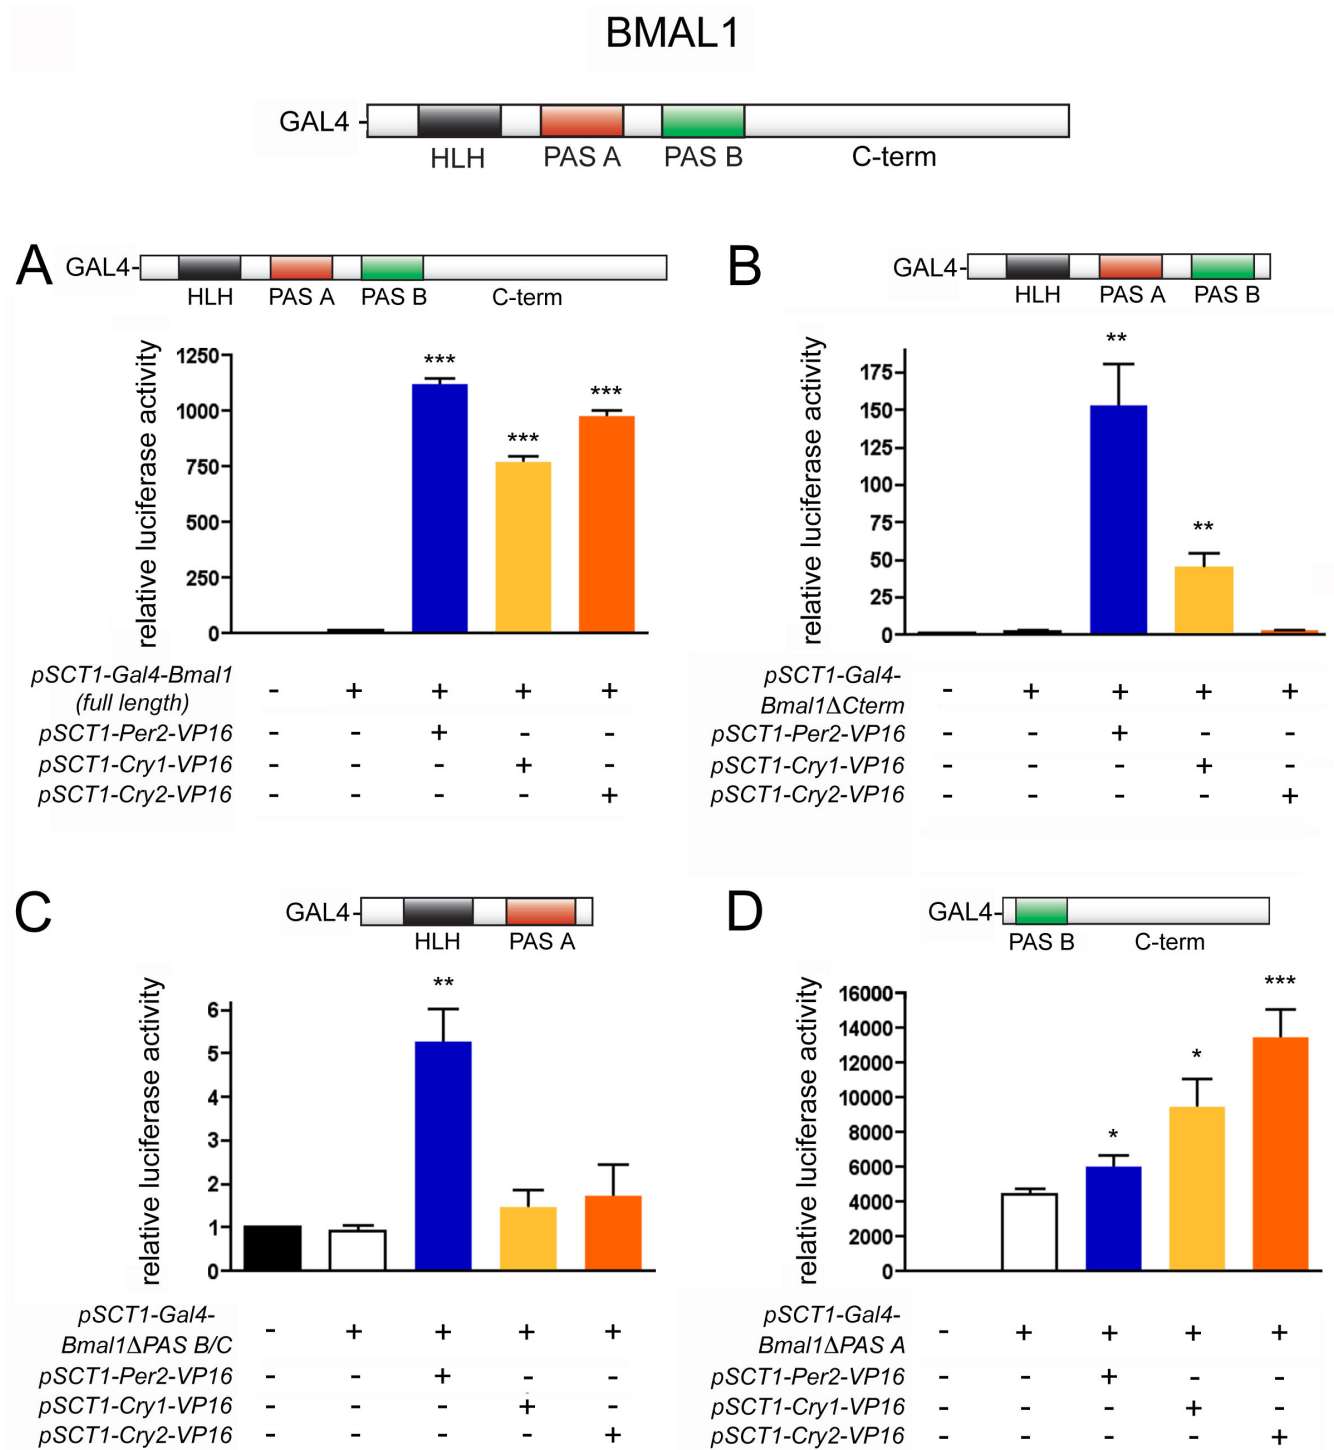 BMAL1
GAL4
HLH PAS A PAS B C-term
A
GAL4
HLH PAS A PAS B C-term
relative luciferase activity
1250
1000
750
500
250
0
*** *** ***
pSCT1-Gal4-Bmal1
(full length) - + + + +
pSCT1-Per2-VP16 - - + - -
pSCT1-Cry1-VP16 - - - + -
pSCT1-Cry2-VP16 - - - - +
B
GAL4
HLH PAS A PAS B
relative luciferase activity
175
150
125
100
75
50
25
0
** **
pSCT1-Gal4-
Bmal1ΔCterm - + + + +
pSCT1-Per2-VP16 - - + - -
pSCT1-Cry1-VP16 - - - + -
pSCT1-Cry2-VP16 - - - - +
C
GAL4
HLH PAS A
relative luciferase activity
6
5
4
3
2
1
0
**
pSCT1-Gal4-
Bmal1ΔPAS B/C - + + + +
pSCT1-Per2-VP16 - - + - -
pSCT1-Cry1-VP16 - - - + -
pSCT1-Cry2-VP16 - - - - +
D
GAL4
PAS B C-term
relative luciferase activity
16000
14000
12000
10000
8000
6000
4000
2000
0
* * ***
pSCT1-Gal4-
Bmal1ΔPAS A - + + + +
pSCT1-Per2-VP16 - - + - -
pSCT1-Cry1-VP16 - - - + -
pSCT1-Cry2-VP16 - - - - +